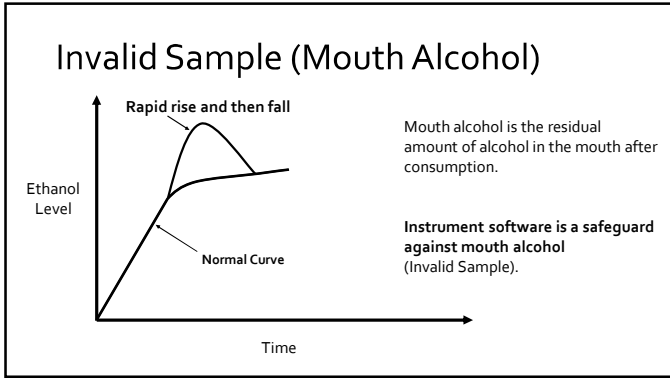 Invalid Sample (Mouth Alcohol)
Rapid rise and then fall
Ethanol
Level
Normal Curve
Time
Mouth alcohol is the residual
amount of alcohol in the mouth after
consumption.
Instrument software is a safeguard
against mouth alcohol
(Invalid Sample).